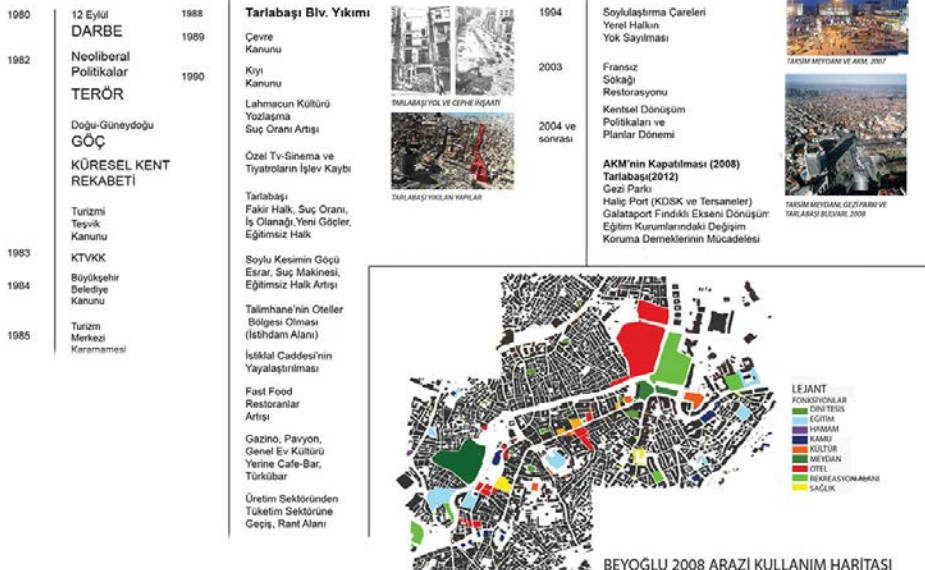 1980
12 Eylül
DARBE
1982
Neoliberal
Politikalar
TERÖR
Doğu-Güneydoğu
GÖÇ
KÜRESEL KENT
REKABETİ
Turizmi
Teşvik
Kanunu
1983
KTVKK
1984
Büyükşehir
Belediye
Kanunu
1985
Turizm
Merkezi
Kararnamesi
1988
1989
1990
Tarlabaşı Blv. Yıkımı
Çevre
Kanunu
Kıyı
Kanunu
Lahmacun Kültürü
Yozlaşma
Suç Oranı Artışı
Özel Tv-Sinema ve
Tiyatroların İşlev Kaybı
Tarlabaşı
Fakir Halk, Suç Oranı,
İş Olanağı,Yeni Göçler,
Eğitimsiz Halk
Soylu Kesimin Göçü
Esrar, Suç Makinesi,
Eğitimsiz Halk Artışı
Talimhane'nin Oteller
Bölgesi Olması
(İstihdam Alanı)
İstiklal Caddesi'nin
Yayalaştırılması
Fast Food
Restoranlar
Artışı
Gazino, Pavyon,
Genel Ev Kültürü
Yerine Cafe-Bar,
Türkübar
Üretim Sektöründen
Tüketim Sektörüne
Geçiş, Rant Alanı
TARLABAŞI YOL VE CEPHE İNŞAATI
TARLABAŞI YIKILAN YAPILAR
1994
Soylulaştırma Çareleri
Yerel Halkın
Yok Sayılması
2003
Fransız
Sokağı
Restorasyonu
2004 ve
sonrası
Kentsel Dönüşüm
Politikaları ve
Planlar Dönemi
AKM'nin Kapatılması (2008)
Tarlabaşı(2012)
Gezi Parkı
Haliç Port (KDSK ve Tersaneler)
Galataport Fındıklı Ekseni Dönüşüm
Eğitim Kurumlarındaki Değişim
Koruma Derneklerinin Mücadelesi
TAKSİM MEYDANI VE AKM, 2007
TAKSİM MEYDANI, GEZİ PARKI VE
TARLABAŞI BULVARI, 2008
LEJANT
FONKSİYONLAR
DİNİ TESİS
EĞİTİM
HAMAM
KAMU
KÜLTÜR
MEYDAN
OTEL
REKREASYON ALANI
SAĞLIK
BEYOĞLU 2008 ARAZİ KULLANIM HARİTASI